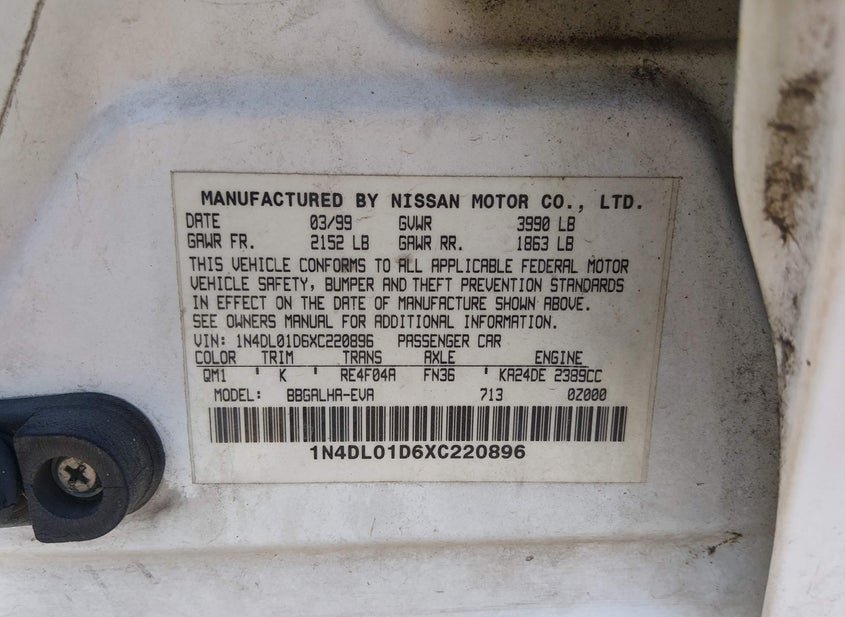 MANUFACTURED BY NISSAN MOTOR CO., LTD.
DATE 03/99 GVWR 3990 LB
GAWR FR. 2152 LB GAWR RR. 1863 LB
THIS VEHICLE CONFORMS TO ALL APPLICABLE FEDERAL MOTOR
VEHICLE SAFETY, BUMPER AND THEFT PREVENTION STANDARDS
IN EFFECT ON THE DATE OF MANUFACTURE SHOWN ABOVE.
SEE OWNERS MANUAL FOR ADDITIONAL INFORMATION.
VIN: 1N4DL01D6XC220896 PASSENGER CAR
COLOR TRIM TRANS AXLE ENGINE
QM1 ' K ' RE4F04A FN36 ' KA24DE 2389CC
MODEL: BBGALHA-EVA 713 0Z000
1N4DL01D6XC220896